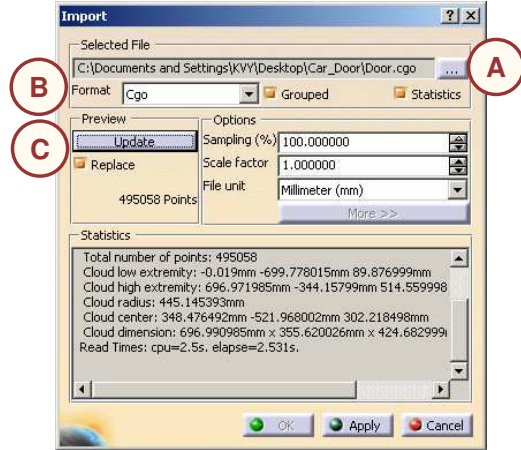 Import
Selected File
C:\Documents and Settings\KVY\Desktop\Car_Door\Door.cgo ... A
B Format Cgo Grouped Statistics
Preview Options
C Update Sampling (%) 100.000000
Replace Scale factor 1.000000
495058 Points File unit Millimeter (mm)
More >>
Statistics
Total number of points: 495058
Cloud low extremity: -0.019mm -699.778015mm 89.876999mm
Cloud high extremity: 696.971985mm -344.15799mm 514.559998
Cloud radius: 445.145393mm
Cloud center: 348.476492mm -521.968002mm 302.218498mm
Cloud dimension: 696.990985mm x 355.620026mm x 424.682999
Read Times: cpu=2.5s. elapse=2.531s.
OK Apply Cancel